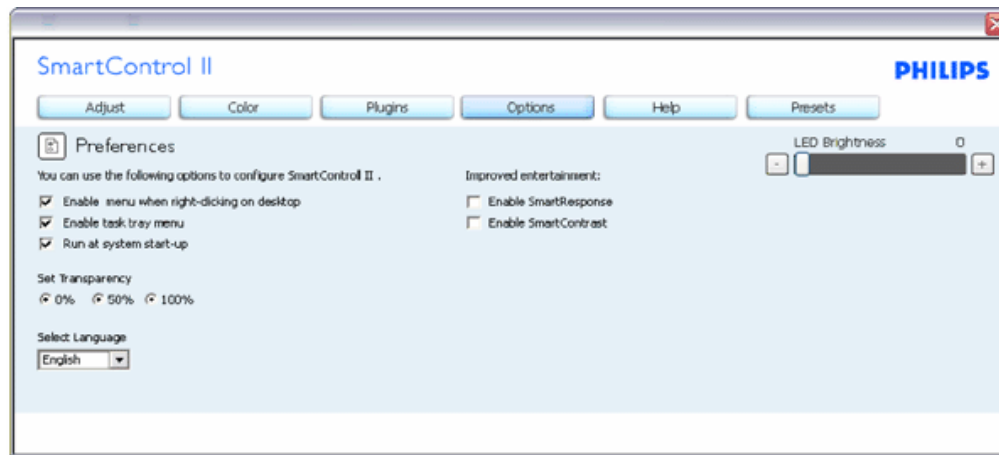 SmartControl II
PHILIPS
Adjust Color Plugins Options Help Presets
Preferences
LED Brightness 0
- +
You can use the following options to configure SmartControl II .
Improved entertainment:
Enable menu when right-clicking on desktop
Enable SmartResponse
Enable task tray menu
Enable SmartContrast
Run at system start-up
Set Transparency
0% 50% 100%
Select Language
English